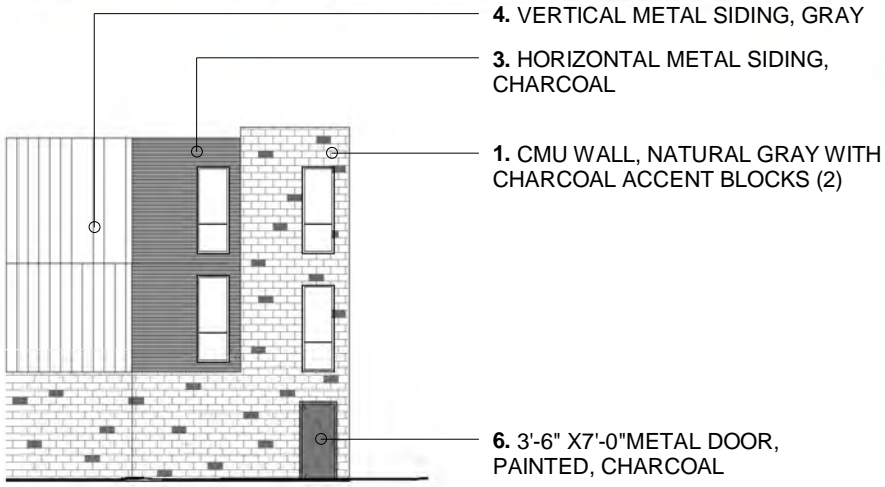 4. VERTICAL METAL SIDING, GRAY
3. HORIZONTAL METAL SIDING,
CHARCOAL
1. CMU WALL, NATURAL GRAY WITH
CHARCOAL ACCENT BLOCKS (2)
6. 3'-6" X7'-0"METAL DOOR,
PAINTED, CHARCOAL